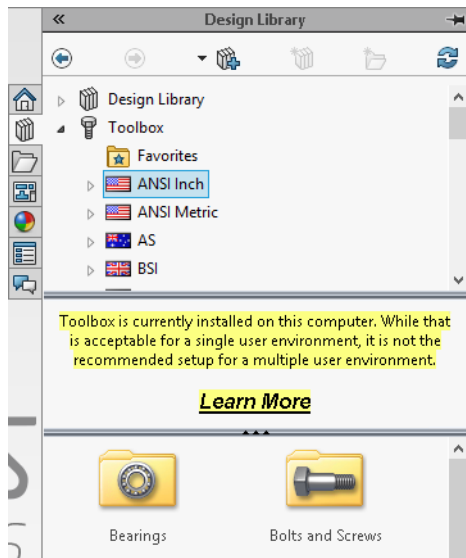 Design Library
Design Library
Toolbox
Favorites
ANSI Inch
ANSI Metric
AS
BSI
Toolbox is currently installed on this computer. While that
is acceptable for a single user environment, it is not the
recommended setup for a multiple user environment.
Learn More
Bearings
Bolts and Screws